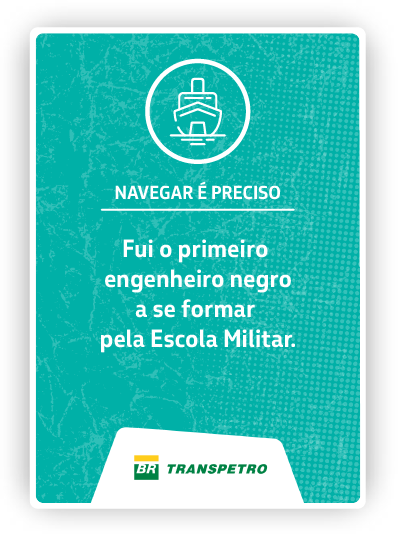 NAVEGAR É PRECISO
Fui o primeiro
engenheiro negro
a se formar
pela Escola Militar.
BR TRANSPETRO